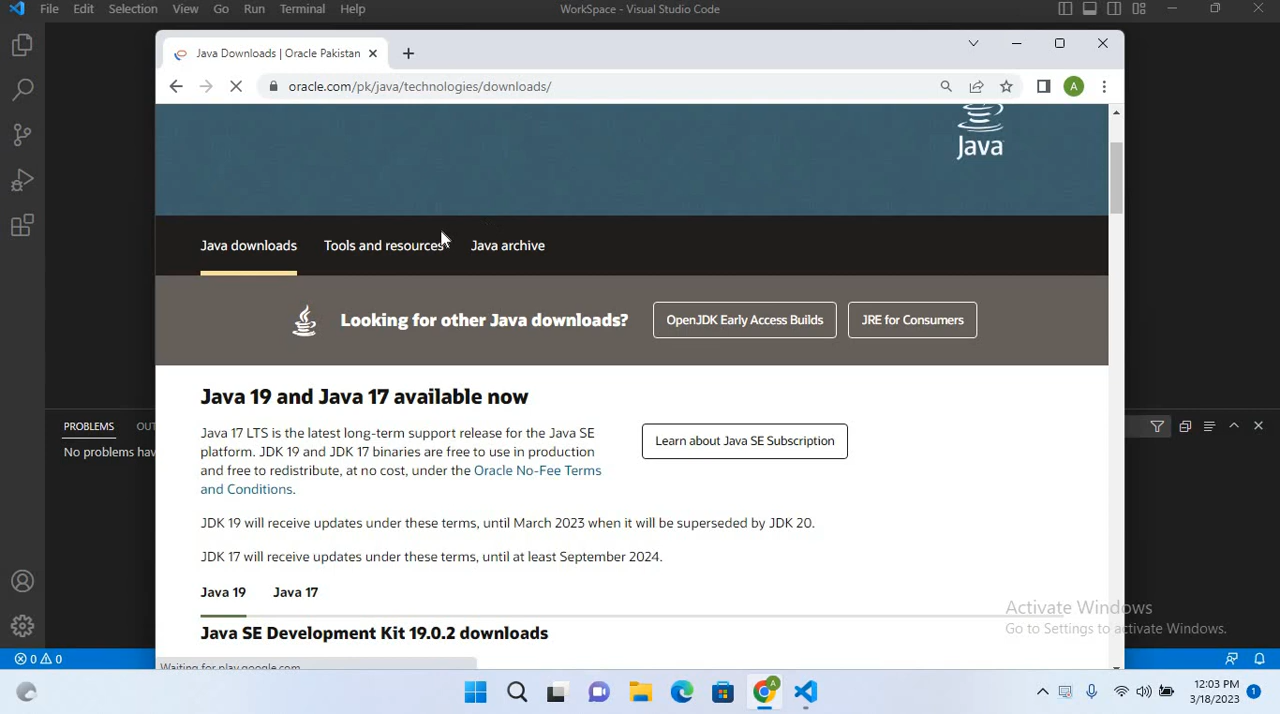 File Edit Selection View Go Run Terminal Help WorkSpace - Visual Studio Code
Java Downloads | Oracle Pakistan
oracle.com/pk/java/technologies/downloads/
A
Java
Java downloads Tools and resources Java archive
Looking for other Java downloads? OpenJDK Early Access Builds JRE for Consumers
Java 19 and Java 17 available now
Java 17 LTS is the latest long-term support release for the Java SE
platform. JDK 19 and JDK 17 binaries are free to use in production
and free to redistribute, at no cost, under the Oracle No-Fee Terms
and Conditions.
Learn about Java SE Subscription
JDK 19 will receive updates under these terms, until March 2023 when it will be superseded by JDK 20.
JDK 17 will receive updates under these terms, until at least September 2024.
Java 19 Java 17
Java SE Development Kit 19.0.2 downloads
Waiting for play.google.com
PROBLEMS OUT
No problems hav
Activate Windows
Go to Settings to activate Windows.
0 0
A
12:03 PM
3/18/2023
1